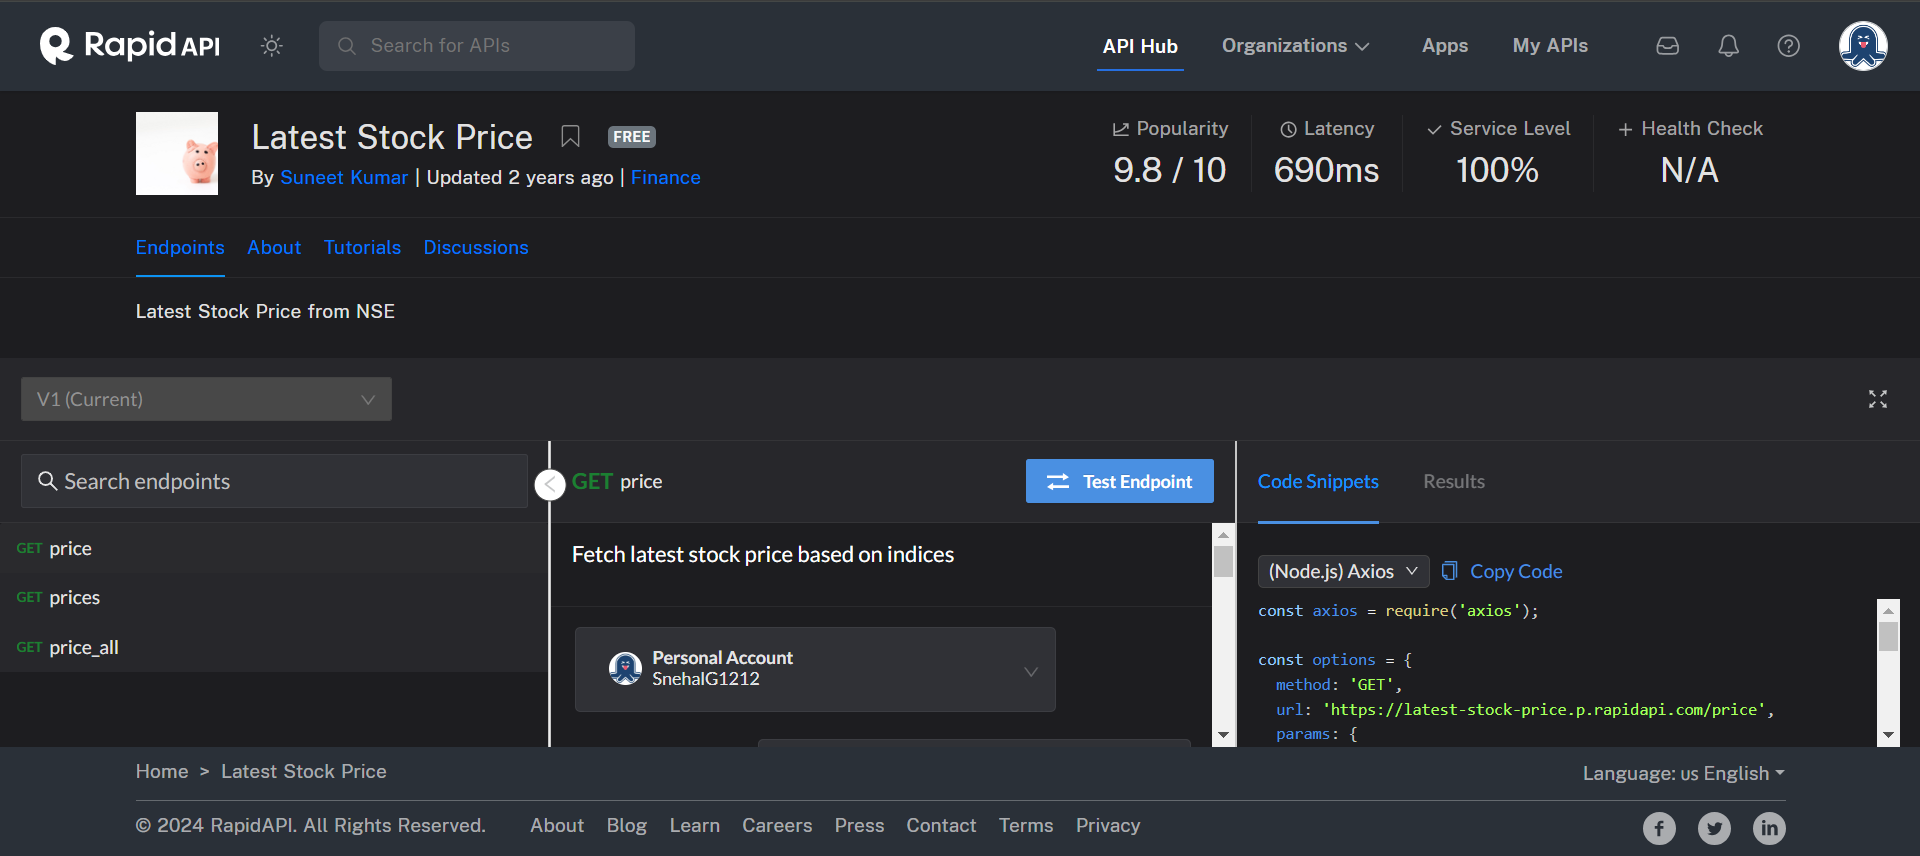 Rapid API
Search for APIs
API Hub
Organizations
Apps
My APIs
Latest Stock Price
FREE
By Suneet Kumar | Updated 2 years ago | Finance
Popularity
9.8 / 10
Latency
690ms
Service Level
100%
Health Check
N/A
Endpoints
About
Tutorials
Discussions
Latest Stock Price from NSE
V1 (Current)
Search endpoints
GET price
GET prices
GET price_all
GET price
Test Endpoint
Fetch latest stock price based on indices
Personal Account
SnehalG1212
Code Snippets
Results
(Node.js) Axios
Copy Code
const axios = require('axios');
const options = {
method: 'GET',
url: 'https://latest-stock-price.p.rapidapi.com/price',
params: {
Home > Latest Stock Price
Language: us English
© 2024 RapidAPI. All Rights Reserved.
About
Blog
Learn
Careers
Press
Contact
Terms
Privacy